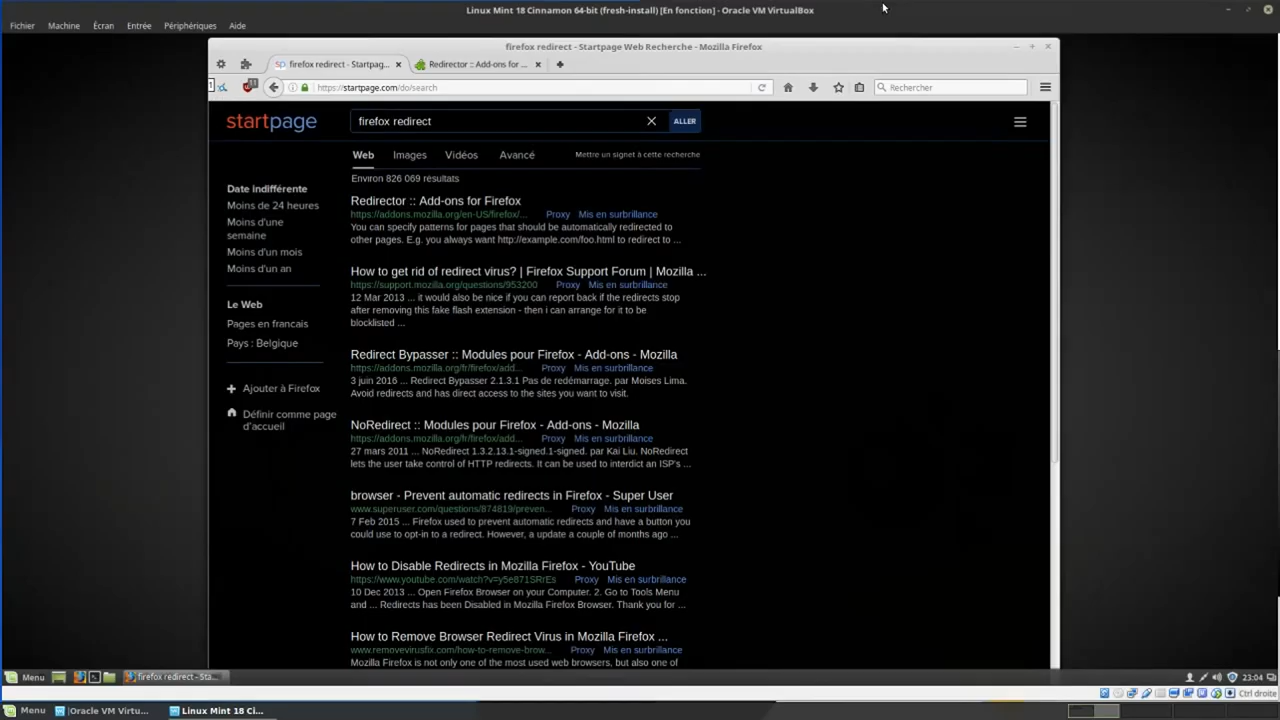 Linux Mint 18 Cinnamon 64-bit (fresh-install) [En fonction] - Oracle VM VirtualBox
Fichier Machine Écran Entrée Périphériques Aide
firefox redirect - Startpage Web Recherche - Mozilla Firefox
firefox redirect - Startpag...
Redirector :: Add-ons for ...
https://startpage.com/do/search
Rechercher
startpage
firefox redirect
ALLER
Web Images Vidéos Avancé Mettre un signet à cette recherche
Environ 826 069 résultats
Date indifférente
Moins de 24 heures
Moins d'une
semaine
Moins d'un mois
Moins d'un an
Le Web
Pages en francais
Pays : Belgique
Ajouter à Firefox
Définir comme page
d'accueil
Redirector :: Add-ons for Firefox
https://addons.mozilla.org/en-US/firefox/... Proxy Mis en surbrillance
You can specify patterns for pages that should be automatically redirected to
other pages. E.g. you always want http://example.com/foo.html to redirect to ...
How to get rid of redirect virus? | Firefox Support Forum | Mozilla ...
https://support.mozilla.org/questions/953200 Proxy Mis en surbrillance
12 Mar 2013 ... it would also be nice if you can report back if the redirects stop
after removing this fake flash extension - then i can arrange for it to be
blocklisted ...
Redirect Bypasser :: Modules pour Firefox - Add-ons - Mozilla
https://addons.mozilla.org/fr/firefox/add... Proxy Mis en surbrillance
3 juin 2016 ... Redirect Bypasser 2.1.3.1 Pas de redémarrage. par Moises Lima.
Avoid redirects and has direct access to the sites you want to visit.
NoRedirect :: Modules pour Firefox - Add-ons - Mozilla
https://addons.mozilla.org/fr/firefox/add... Proxy Mis en surbrillance
27 mars 2011 ... NoRedirect 1.3.2.13.1-signed.1-signed. par Kai Liu. NoRedirect
lets the user take control of HTTP redirects. It can be used to interdict an ISP's ...
browser - Prevent automatic redirects in Firefox - Super User
www.superuser.com/questions/874819/preven... Proxy Mis en surbrillance
7 Feb 2015 ... Firefox used to prevent automatic redirects and have a button you
could use to opt-in to a redirect. However, a update a couple of months ago ...
How to Disable Redirects in Mozilla Firefox - YouTube
https://www.youtube.com/watch?v=y5e871SRrEs Proxy Mis en surbrillance
10 Dec 2013 ... Open Firefox Browser on your Computer. 2. Go to Tools Menu
and ... Redirects has been Disabled in Mozilla Firefox Browser. Thank you for ...
How to Remove Browser Redirect Virus in Mozilla Firefox ...
www.removevirusfix.com/how-to-remove-brow... Proxy Mis en surbrillance
Mozilla Firefox is not only one of the most used web browsers, but also one of
Menu
firefox redirect - Sta...
23:04
Ctrl droite
Menu
[Oracle VM Virtu...
Linux Mint 18 Ci...